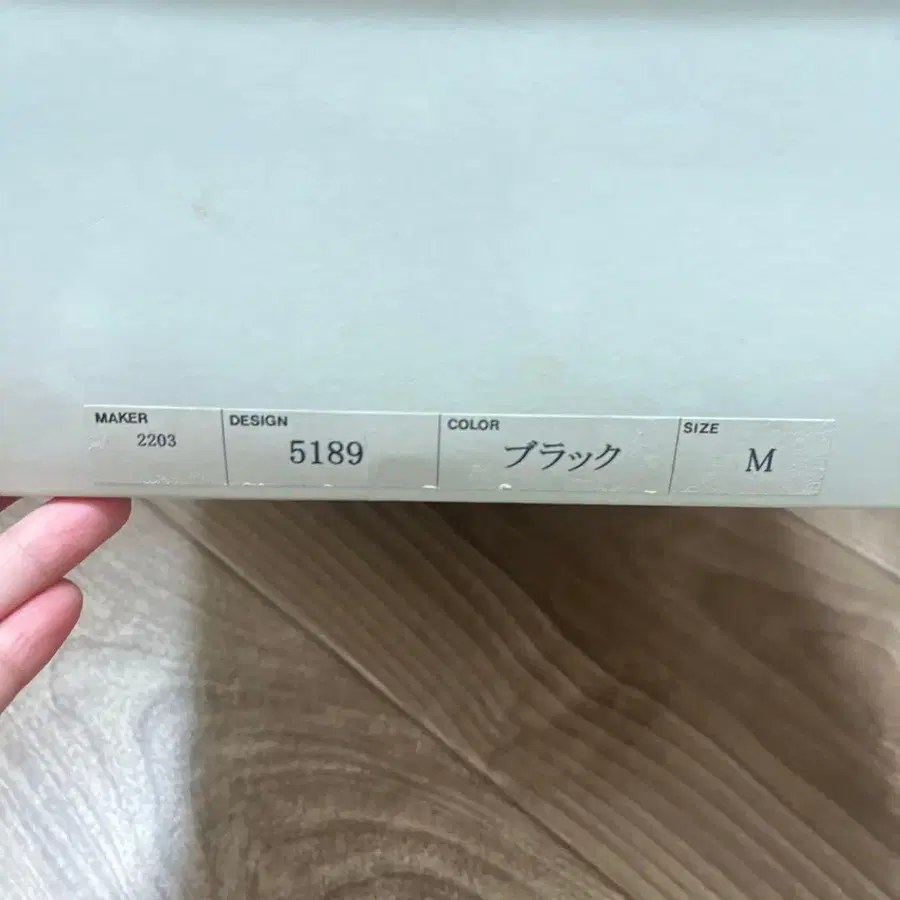 MAKER DESIGN COLOR SIZE
2203 5189 ブラック M